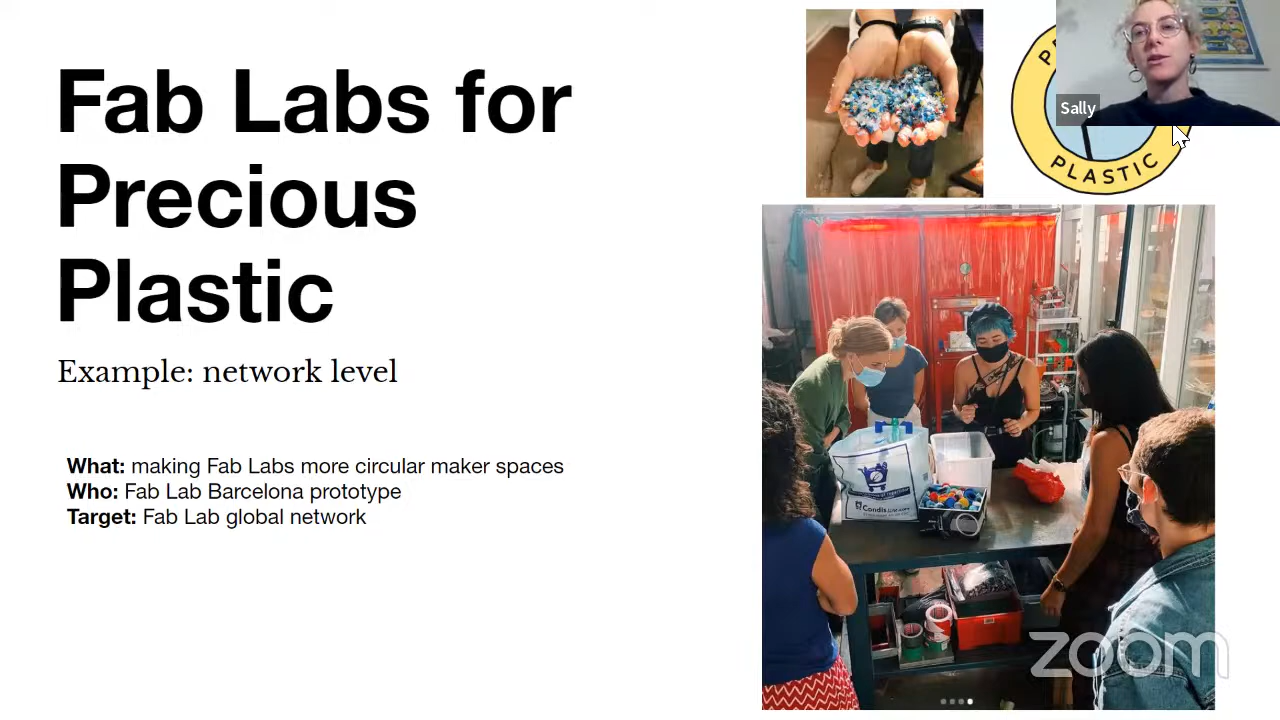 Fab Labs for
Precious
Plastic
Example: network level
What: making Fab Labs more circular maker spaces
Who: Fab Lab Barcelona prototype
Target: Fab Lab global network
Sally
PLASTIC
Condis
zoom